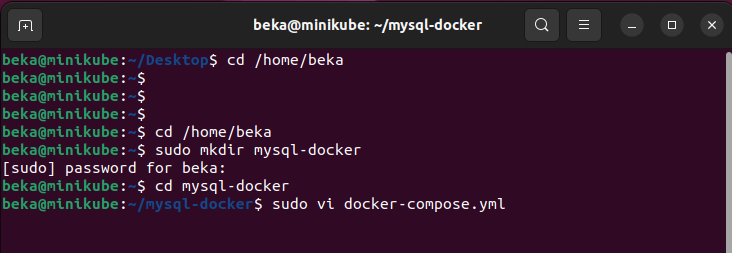 beka@minikube: ~/mysql-docker
beka@minikube:~/Desktop$ cd /home/beka
beka@minikube:~$
beka@minikube:~$
beka@minikube:~$
beka@minikube:~$ cd /home/beka
beka@minikube:~$ sudo mkdir mysql-docker
[sudo] password for beka:
beka@minikube:~$ cd mysql-docker
beka@minikube:~/mysql-docker$ sudo vi docker-compose.yml